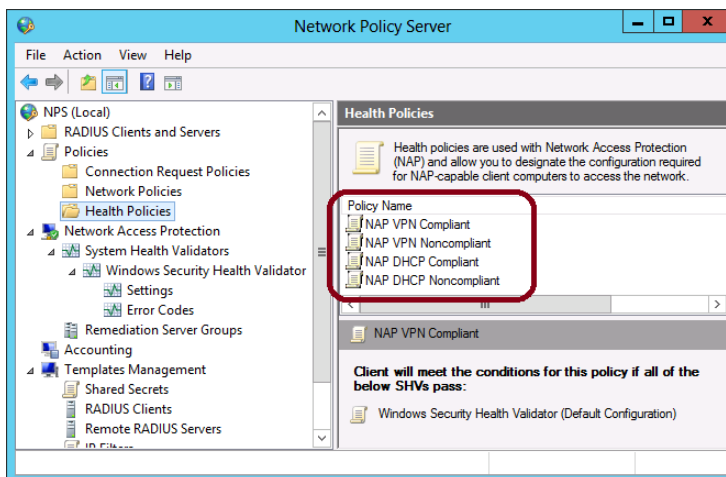 Network Policy Server
File Action View Help
NPS (Local)
RADIUS Clients and Servers
Policies
Connection Request Policies
Network Policies
Health Policies
Network Access Protection
System Health Validators
Windows Security Health Validator
Settings
Error Codes
Remediation Server Groups
Accounting
Templates Management
Shared Secrets
RADIUS Clients
Remote RADIUS Servers
Health Policies
Health policies are used with Network Access Protection
(NAP) and allow you to designate the configuration required
for NAP-capable client computers to access the network.
Policy Name
NAP VPN Compliant
NAP VPN Noncompliant
NAP DHCP Compliant
NAP DHCP Noncompliant
NAP VPN Compliant
Client will meet the conditions for this policy if all of the
below SHVs pass:
Windows Security Health Validator (Default Configuration)